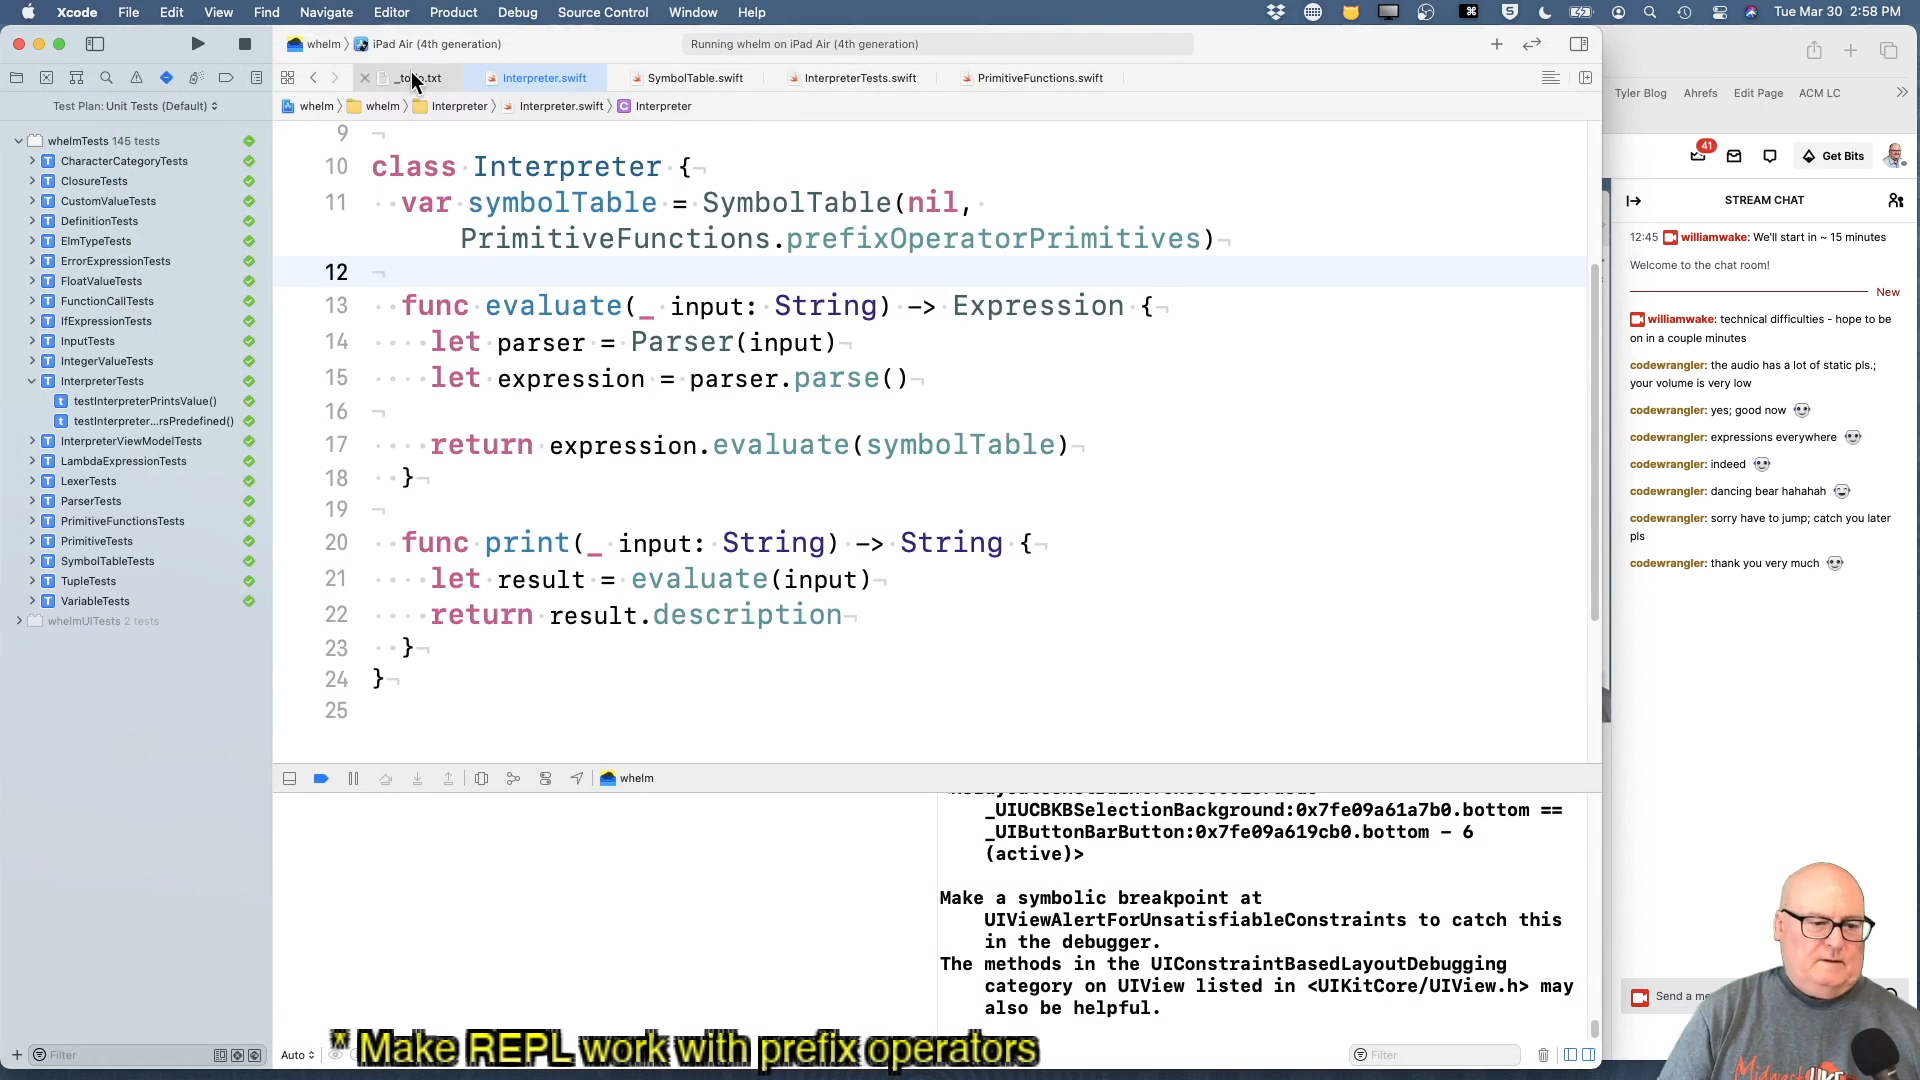 Xcode File Edit View Find Navigate Editor Product Debug Source Control Window Help
Tue Mar 30 2:58 PM
whelm iPad Air (4th generation)
Running whelm on iPad Air (4th generation)
Interpreter.swift SymbolTable.swift InterpreterTests.swift PrimitiveFunctions.swift
whelm whelm Interpreter Interpreter.swift C Interpreter
Test Plan: Unit Tests (Default)
whelmTests 145 tests
T CharacterCategoryTests
T ClosureTests
T CustomValueTests
T DefinitionTests
T ElmTypeTests
T ErrorExpressionTests
T FloatValueTests
T FunctionCallTests
T IfExpressionTests
T InputTests
T IntegerValueTests
T InterpreterTests
t testInterpreterPrintsValue()
t testInterpreter...rsPredefined()
T InterpreterViewModelTests
T LambdaExpressionTests
T LexerTests
T ParserTests
T PrimitiveFunctionsTests
T PrimitiveTests
T SymbolTableTests
T TupleTests
T VariableTests
whelmUITests 2 tests
Filter
9
10 class Interpreter {
11 var symbolTable = SymbolTable(nil,
PrimitiveFunctions.prefixOperatorPrimitives)
12
13 func evaluate(_ input: String) -> Expression {
14 let parser = Parser(input)
15 let expression = parser.parse()
16
17 return expression.evaluate(symbolTable)
18 }
19
20 func print(_ input: String) -> String {
21 let result = evaluate(input)
22 return result.description
23 }
24 }
25
whelm
_UIUCBKBSelectionBackground:0x7fe09a61a7b0.bottom ==
_UIButtonBarButton:0x7fe09a619cb0.bottom - 6
(active)>
Make a symbolic breakpoint at
UIViewAlertForUnsatisfiableConstraints to catch this
in the debugger.
The methods in the UIConstraintBasedLayoutDebugging
category on UIView listed in <UIKitCore/UIView.h> may
also be helpful.
Auto
Filter
* Make REPL work with prefix operators
Tyler Blog Ahrefs Edit Page ACM LC
41
Get Bits
STREAM CHAT
12:45 williamwake: We'll start in ~ 15 minutes
Welcome to the chat room!
New
williamwake: technical difficulties - hope to be
on in a couple minutes
codewrangler: the audio has a lot of static pls.;
your volume is very low
codewrangler: yes; good now
codewrangler: expressions everywhere
codewrangler: indeed
codewrangler: dancing bear hahahah
codewrangler: sorry have to jump; catch you later
pls
codewrangler: thank you very much
Send a